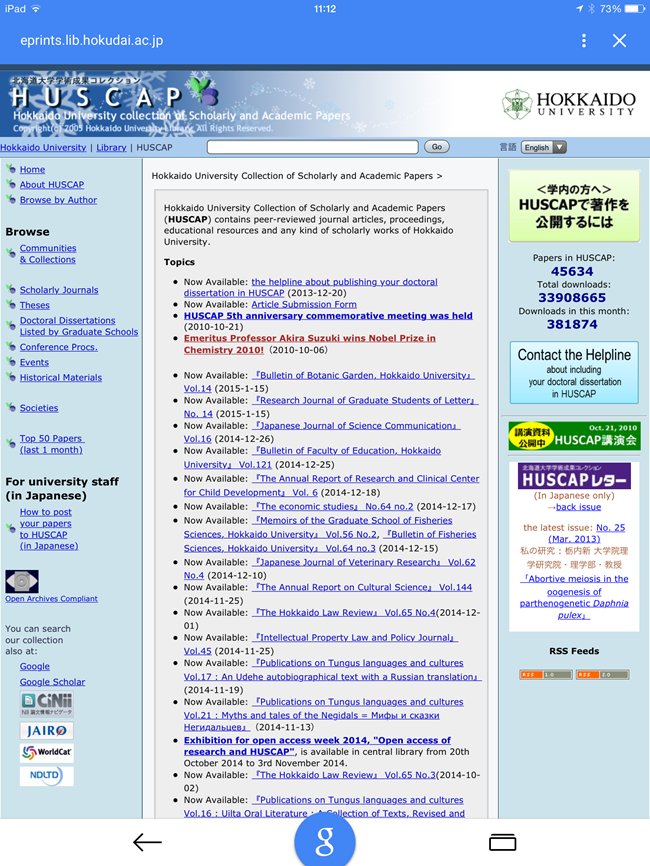 iPad
11:12
73%
eprints.lib.hokudai.ac.jp
北海道大学学術成果コレクション
HUSCAP
Hokkaido University collection of Scholarly and Academic Papers
Copyright(c) 2005 Hokkaido University Library. All Rights Reserved.
HOKKAIDO
UNIVERSITY
Hokkaido University | Library | HUSCAP
Go
言語 English
Home
About HUSCAP
Browse by Author
Browse
Communities
& Collections
Scholarly Journals
Theses
Doctoral Dissertations
Listed by Graduate Schools
Conference Procs.
Events
Historical Materials
Societies
Top 50 Papers
(last 1 month)
For university staff
(in Japanese)
How to post
your papers
to HUSCAP
(in Japanese)
Open Archives Compliant
You can search
our collection
also at:
Google
Google Scholar
CiNii
NII 論文情報ナビゲータ
JAIRO
WorldCat
NDLTD
Hokkaido University Collection of Scholarly and Academic Papers >
Hokkaido University Collection of Scholarly and Academic Papers
(HUSCAP) contains peer-reviewed journal articles, proceedings,
educational resources and any kind of scholarly works of Hokkaido
University.
Topics
Now Available: the helpline about publishing your doctoral
dissertation in HUSCAP (2013-12-20)
Now Available: Article Submission Form
HUSCAP 5th anniversary commemorative meeting was held
(2010-10-21)
Emeritus Professor Akira Suzuki wins Nobel Prize in
Chemistry 2010!（2010-10-06）
Now Available: 『Bulletin of Botanic Garden, Hokkaido University』
Vol.14 (2015-1-15)
Now Available: 『Research Journal of Graduate Students of Letter』
No. 14 (2015-1-15)
Now Available: 『Japanese Journal of Science Communication』
Vol.16 (2014-12-26)
Now Available: 『Bulletin of Faculty of Education, Hokkaido
University』 Vol.121 (2014-12-25)
Now Available: 『The Annual Report of Research and Clinical Center
for Child Development』 Vol. 6 (2014-12-18)
Now Available: 『The economic studies』 No.64 no.2 (2014-12-17)
Now Available: 『Memoirs of the Graduate School of Fisheries
Sciences, Hokkaido University』 Vol.56 No.2, 『Bulletin of Fisheries
Sciences, Hokkaido University』 Vol.64 no.3 (2014-12-15)
Now Available: 『Japanese Journal of Veterinary Research』 Vol.62
No.4 (2014-12-10)
Now Available: 『The Annual Report on Cultural Science』 Vol.144
(2014-11-25)
Now Available: 『The Hokkaido Law Review』 Vol.65 No.4(2014-12-
01)
Now Available: 『Intellectual Property Law and Policy Journal』
Vol.45 (2014-11-25)
Now Available: 『Publications on Tungus languages and cultures
Vol.17 : An Udehe autobiographical text with a Russian translation』
(2014-11-19)
Now Available: 『Publications on Tungus languages and cultures
Vol.21 : Myths and tales of the Negidals = Мифы и сказки
Негидальцев』（2014-11-13）
Exhibition for open access week 2014, "Open access of
research and HUSCAP", is available in central library from 20th
October 2014 to 3rd November 2014.
Now Available: 『The Hokkaido Law Review』 Vol.65 No.3(2014-10-
02)
Now Available: 『Publications on Tungus languages and cultures
Vol.16 : Uilta Oral Literature : A Collection of Texts, Revised and
＜学内の方へ＞
HUSCAPで著作を
公開するには
Papers in HUSCAP:
45634
Total downloads:
33908665
Downloads in this month:
381874
Contact the Helpline
about including
your doctoral dissertation
in HUSCAP
講演資料
公開中
Oct. 21, 2010
HUSCAP講演会
北海道大学学術成果コレクション
HUSCAPレター
(In Japanese only)
→back issue
the latest issue: No. 25
(Mar. 2013)
私の研究：栃内新 大学院理
学研究院・理学部・教授
「Abortive meiosis in the
oogenesis of
parthenogenetic Daphnia
pulex」
RSS Feeds
RSS 1.0
RSS 2.0
g